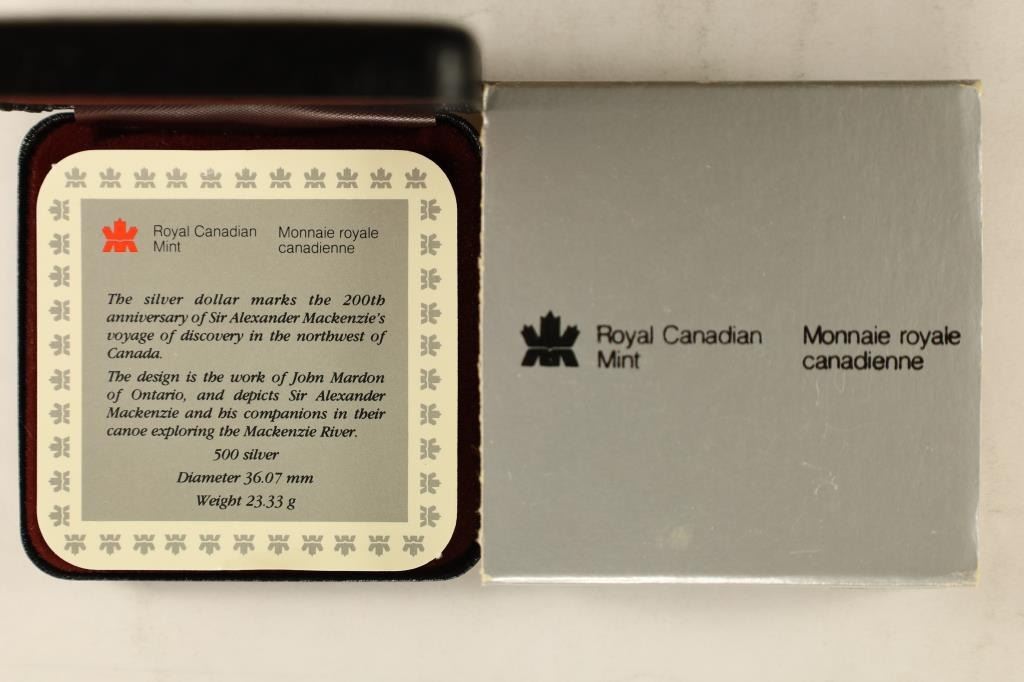 Royal Canadian Mint
Monnaie royale canadienne
The silver dollar marks the 200th
anniversary of Sir Alexander Mackenzie's
voyage of discovery in the northwest of
Canada.
The design is the work of John Mardon
of Ontario, and depicts Sir Alexander
Mackenzie and his companions in their
canoe exploring the Mackenzie River.
500 silver
Diameter 36.07 mm
Weight 23.33 g
Royal Canadian Mint
Monnaie royale canadienne